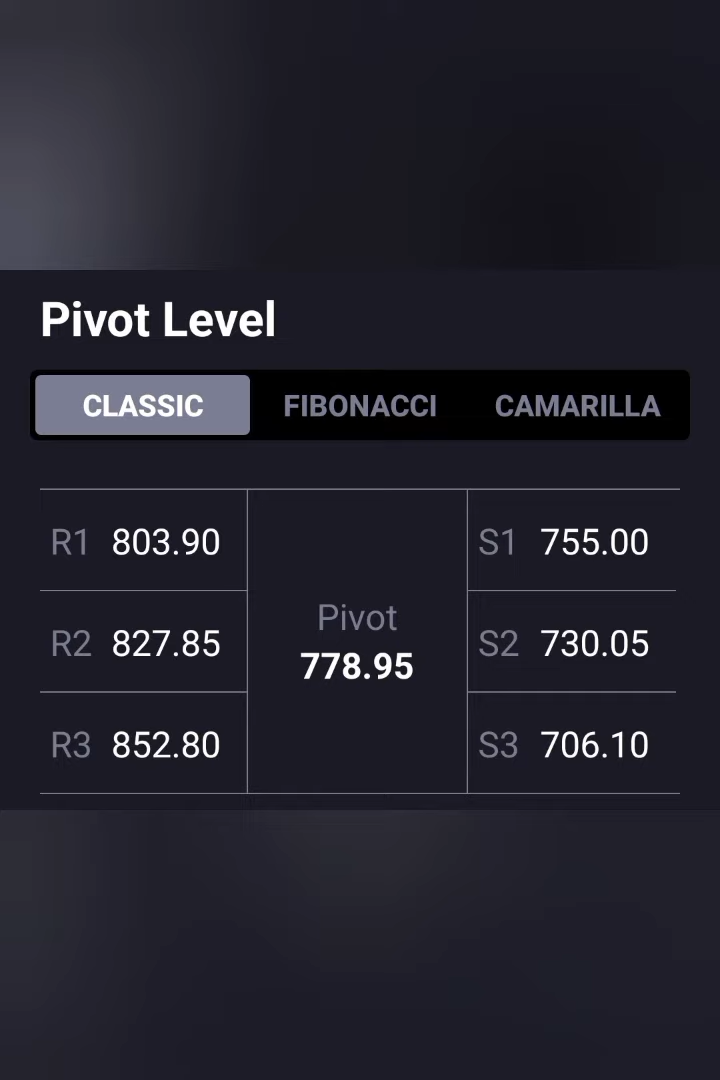 Pivot Level
CLASSIC FIBONACCI CAMARILLA
R1 803.90 S1 755.00
Pivot
R2 827.85 S2 730.05
778.95
R3 852.80 S3 706.10